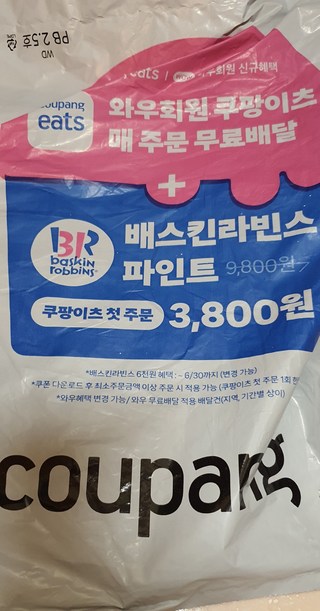 PB 2.5호
WD
eats
와우회원 신규혜택
coupang
eats
와우회원 쿠팡이츠
매 주문 무료배달
+
BR
baskin
robbins
배스킨라빈스
파인트 9,800원
쿠팡이츠 첫 주문 3,800원
*배스킨라빈스 6천원 혜택: ~ 6/30까지 (변경 가능)
*쿠폰 다운로드 후 최소주문금액 이상 주문 시 적용 가능 (쿠팡이츠 첫 주문 1회
*와우혜택 변경 가능/ 와우 무료배달 적용 배달건(지역, 기간별 상이)
coupang